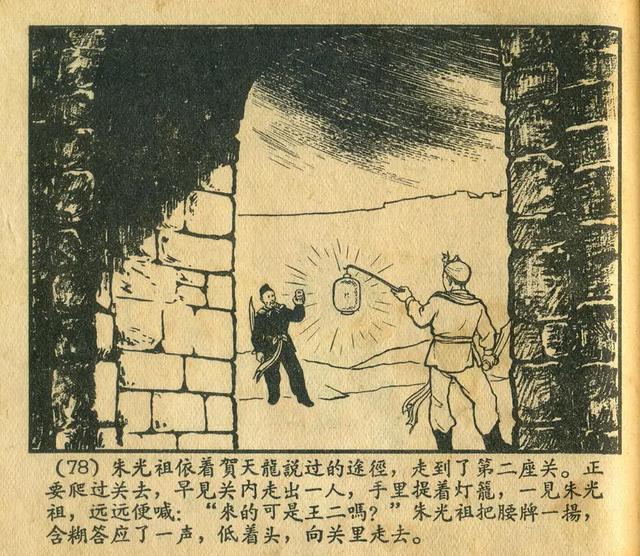 (78) 朱光祖依着賀天龍說过的途徑，走到了第二座关。正
要爬过关去，早見关內走出一人，手里提着灯籠，一見朱光
祖，远远便喊：“來的可是王二嗎？”朱光祖把腰牌一揚，
含糊答应了一声，低着头，向关里走去。